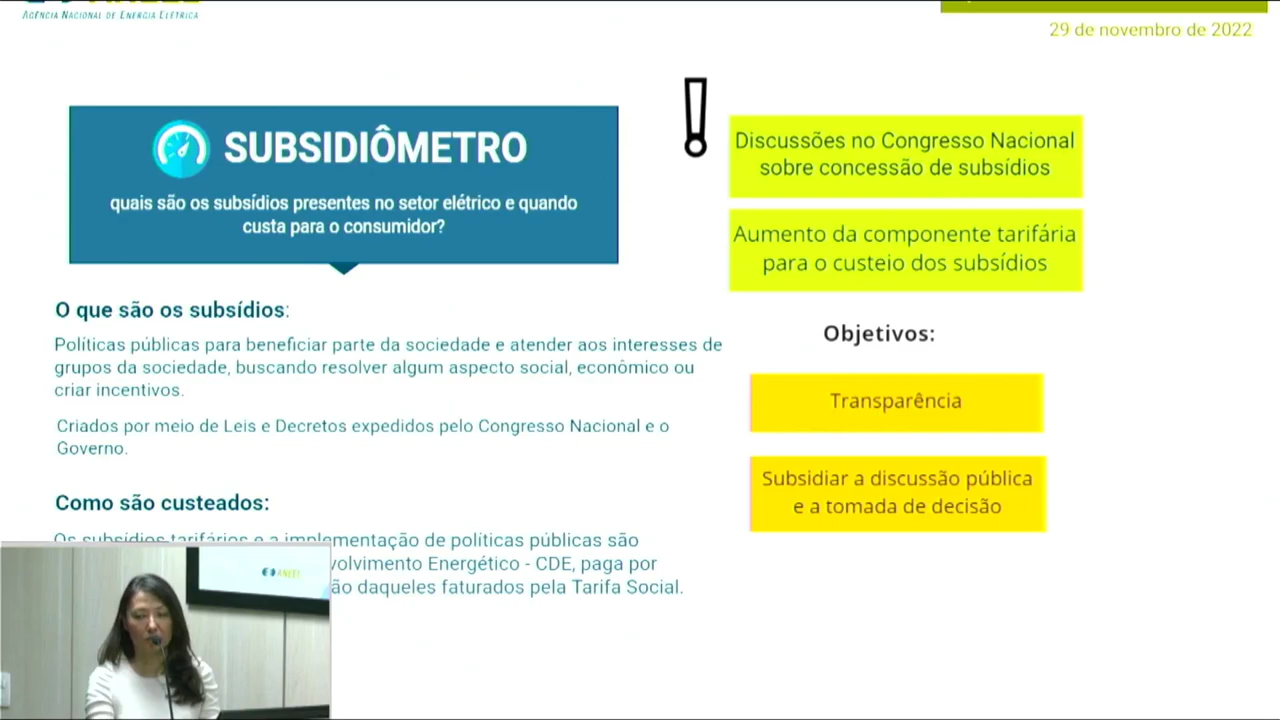 AGÊNCIA NACIONAL DE ENERGIA ELÉTRICA
29 de novembro de 2022
SUBSIDIÔMETRO
quais são os subsídios presentes no setor elétrico e quando
custa para o consumidor?
Discussões no Congresso Nacional
sobre concessão de subsídios
Aumento da componente tarifária
para o custeio dos subsídios
O que são os subsídios:
Políticas públicas para beneficiar parte da sociedade e atender aos interesses de
grupos da sociedade, buscando resolver algum aspecto social, econômico ou
criar incentivos.
Criados por meio de Leis e Decretos expedidos pelo Congresso Nacional e o
Governo.
Objetivos:
Transparência
Subsidiar a discussão pública
e a tomada de decisão
Como são custeados:
Os subsídios tarifários e a implementação de políticas públicas são
Energético - CDE, paga por
daqueles faturados pela Tarifa Social.
ANEEL